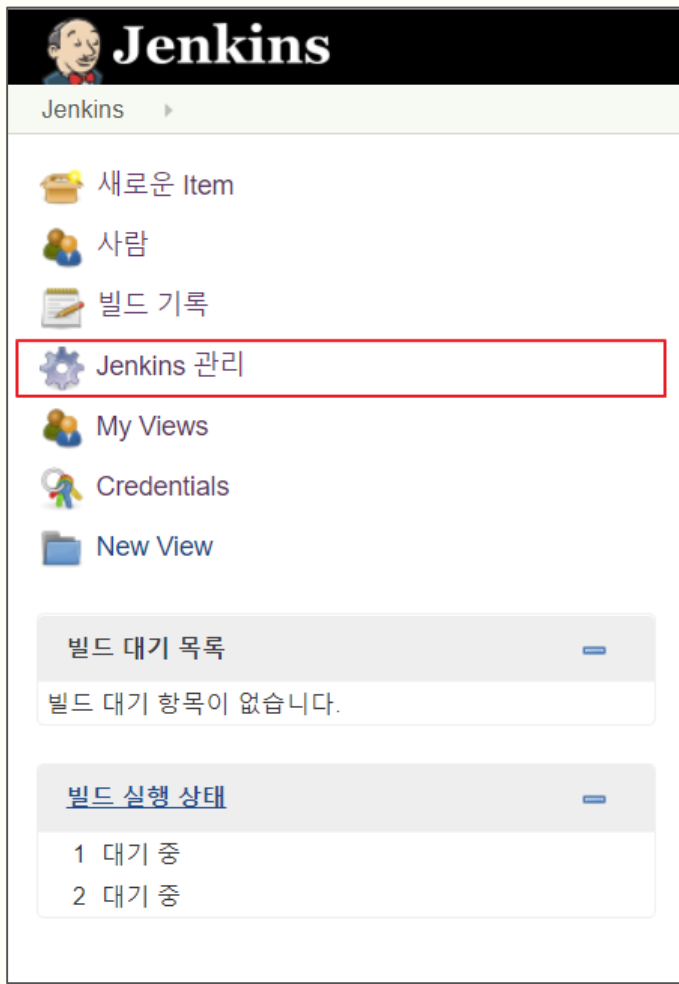 Jenkins
Jenkins
새로운 Item
사람
빌드 기록
Jenkins 관리
My Views
Credentials
New View
빌드 대기 목록
빌드 대기 항목이 없습니다.
빌드 실행 상태
1 대기 중
2 대기 중